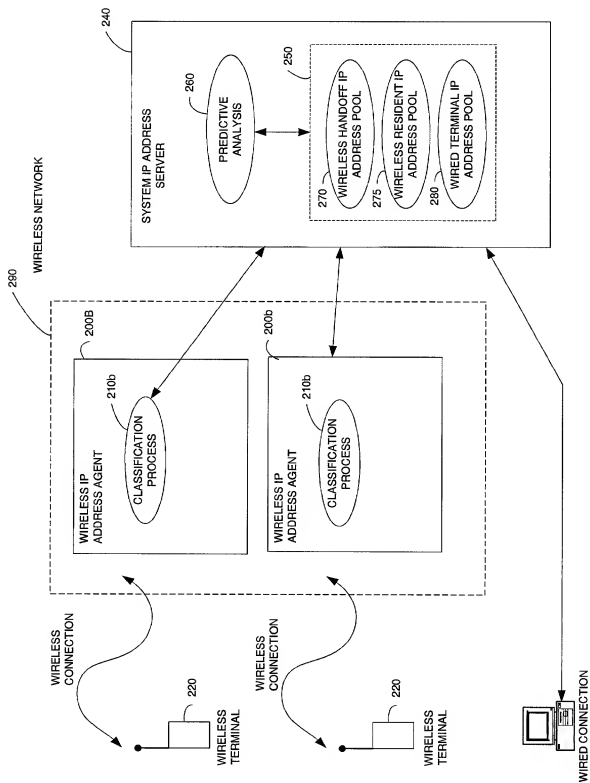 290
WIRELESS NETWORK
240
SYSTEM IP ADDRESS
SERVER
260
PREDICTIVE
ANALYSIS
250
270
WIRELESS HANDOFF IP
ADDRESS POOL
275
WIRELESS RESIDENT IP
ADDRESS POOL
280
WIRED TERMINAL IP
ADDRESS POOL
200B
WIRELESS IP
ADDRESS AGENT
210b
CLASSIFICATION
PROCESS
200b
WIRELESS IP
ADDRESS AGENT
210b
CLASSIFICATION
PROCESS
WIRELESS
CONNECTION
220
WIRELESS
TERMINAL
WIRELESS
CONNECTION
220
WIRELESS
TERMINAL
WIRED CONNECTION